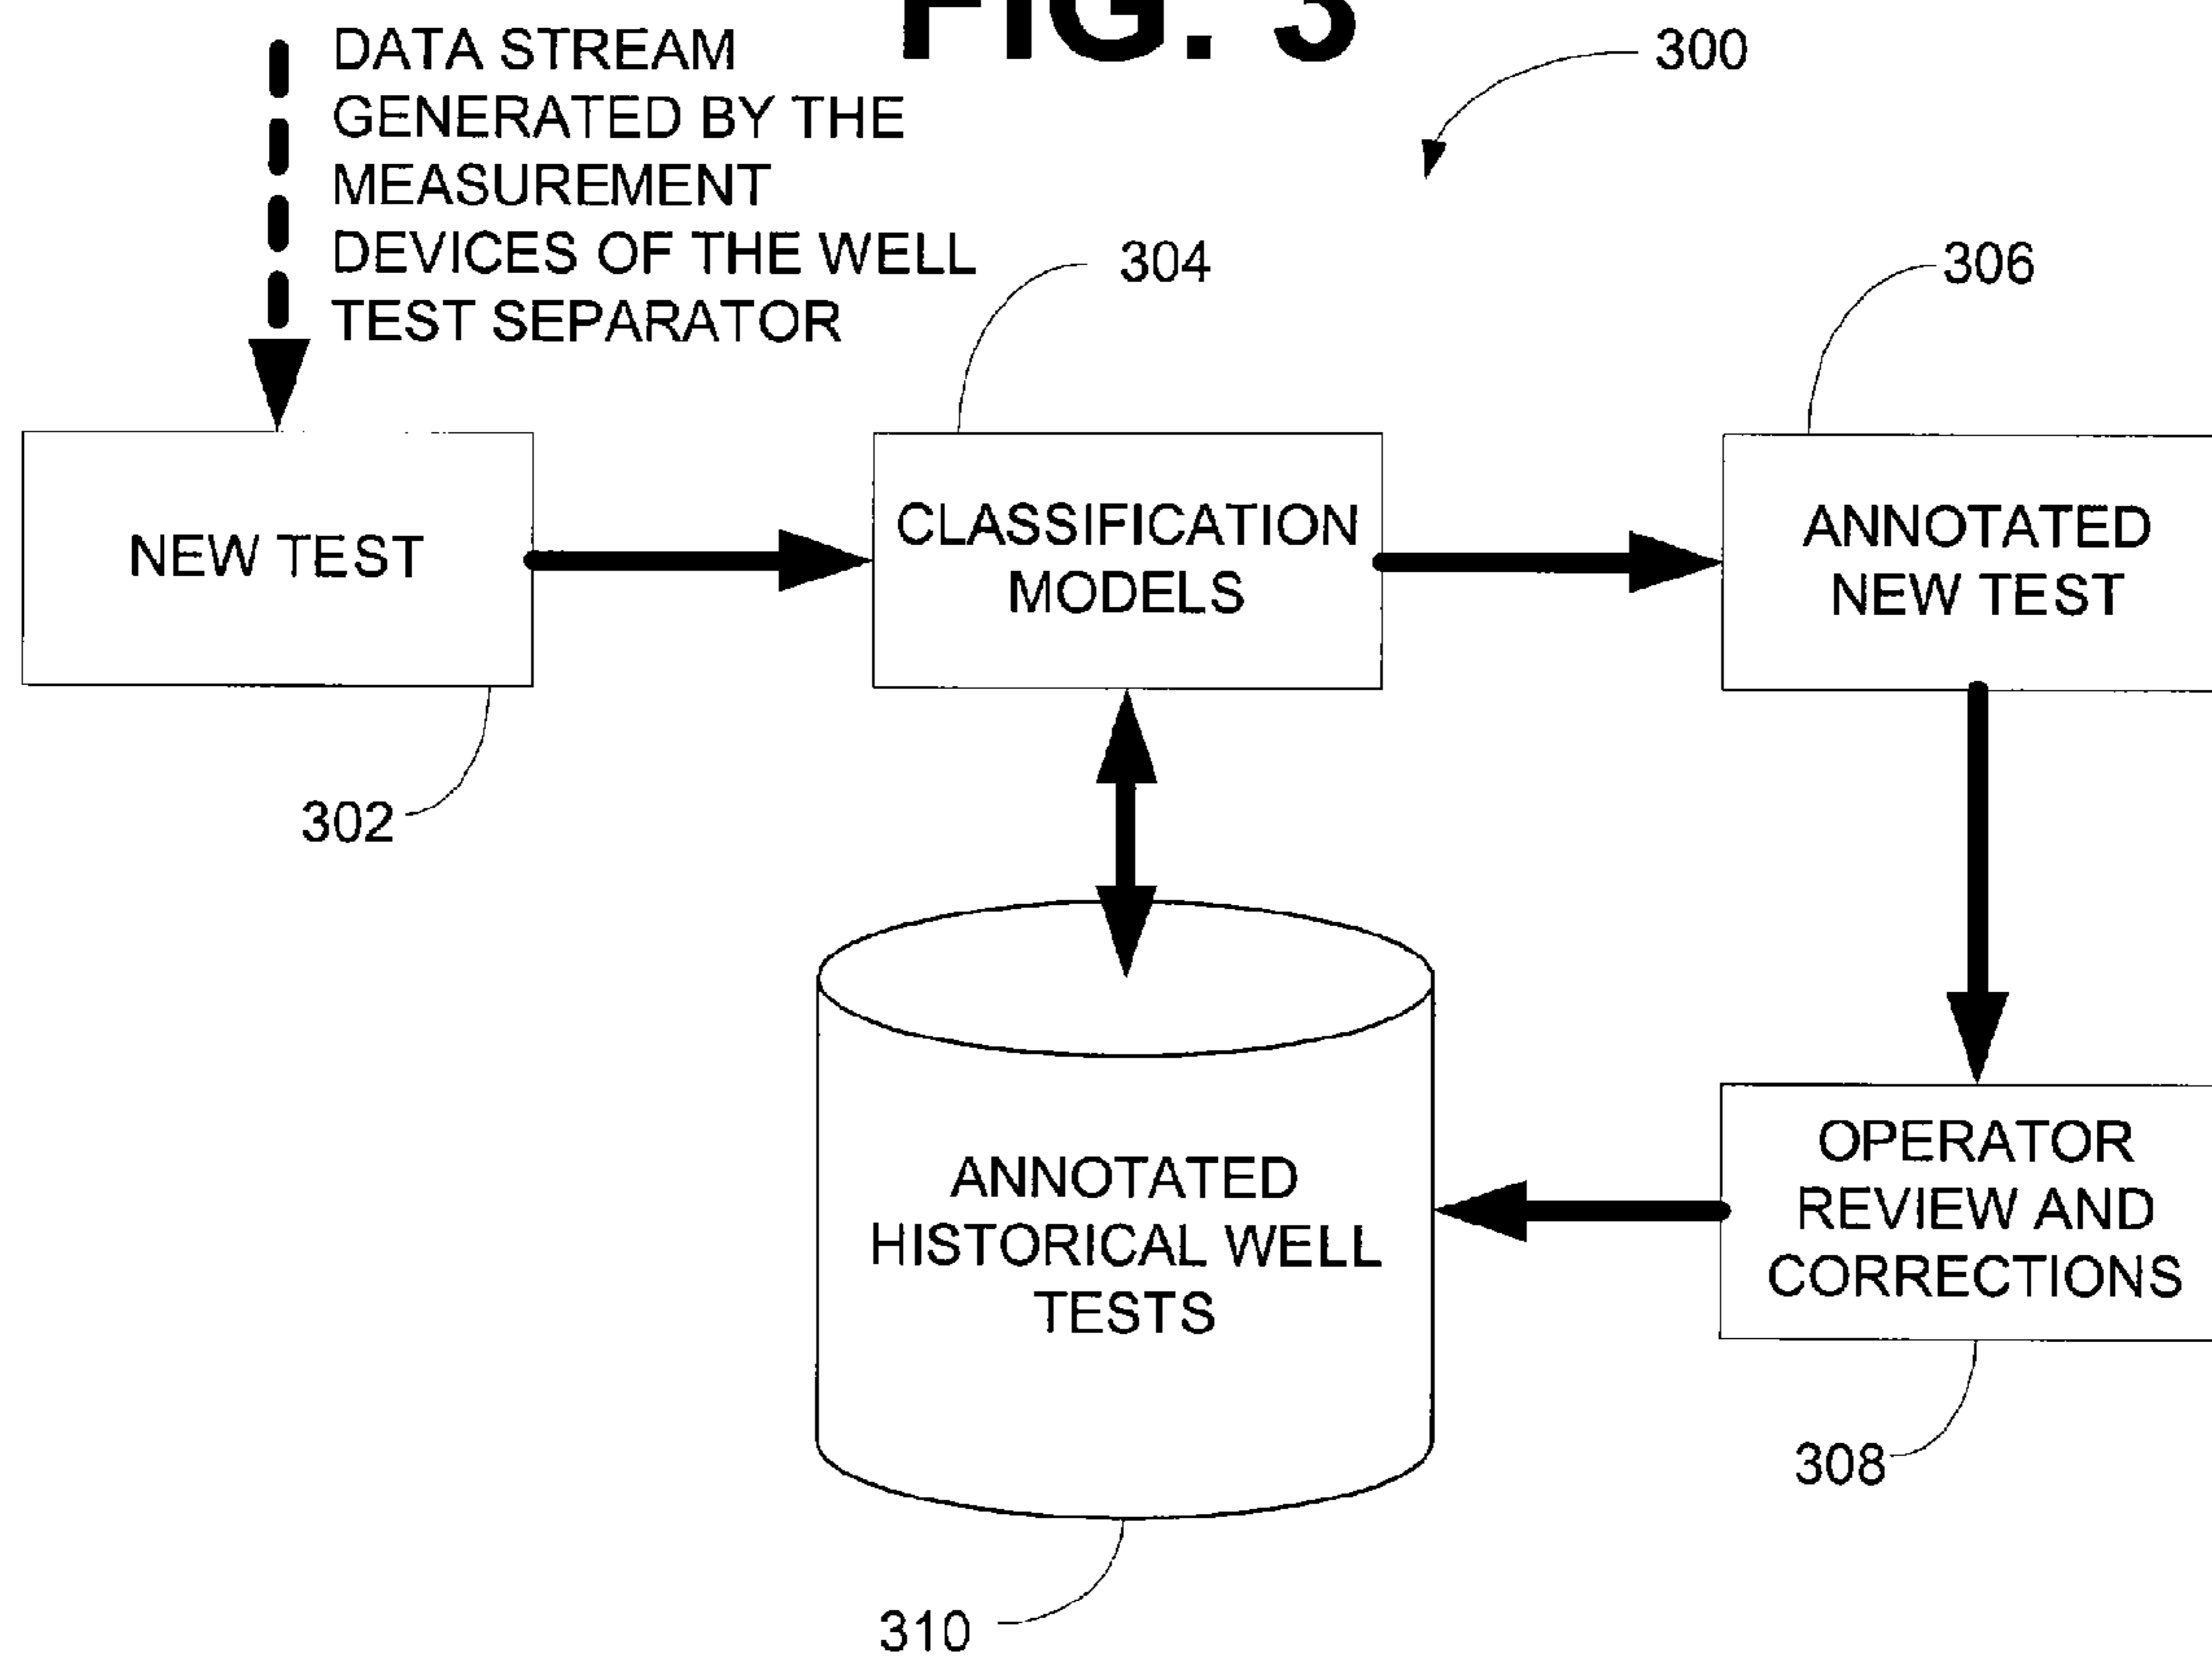 FIG. 3
300
DATA STREAM
GENERATED BY THE
MEASUREMENT
DEVICES OF THE WELL
TEST SEPARATOR
304
306
NEW TEST
CLASSIFICATION
MODELS
ANNOTATED
NEW TEST
302
OPERATOR
REVIEW AND
CORRECTIONS
ANNOTATED
HISTORICAL WELL
TESTS
308
310